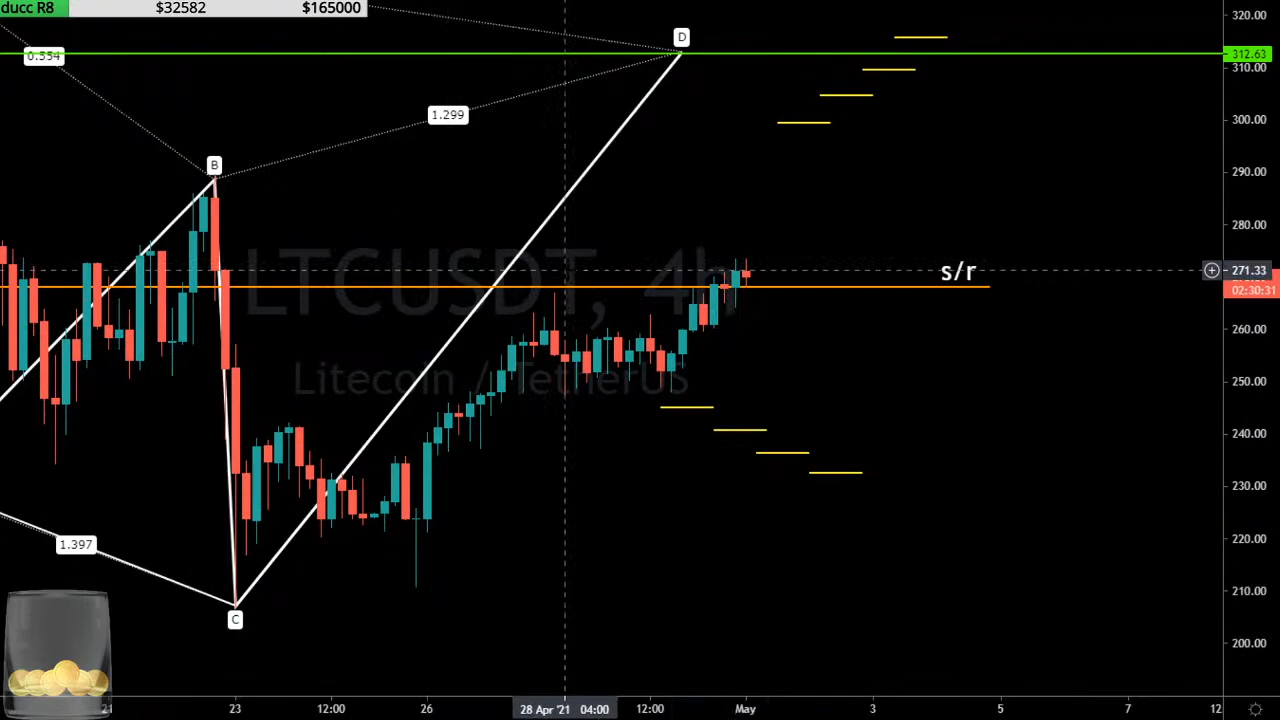 ducc R8 $32582 $165000
320.00
D
0.554
312.63
310.00
1.299
300.00
B
290.00
280.00
LTCUSDT, 4h
s/r
271.33
02:30:31
260.00
Litecoin / TetherUS
250.00
240.00
230.00
1.397
220.00
210.00
C
200.00
21 23 12:00 26 28 Apr '21 04:00 12:00 May 3 5 7 12